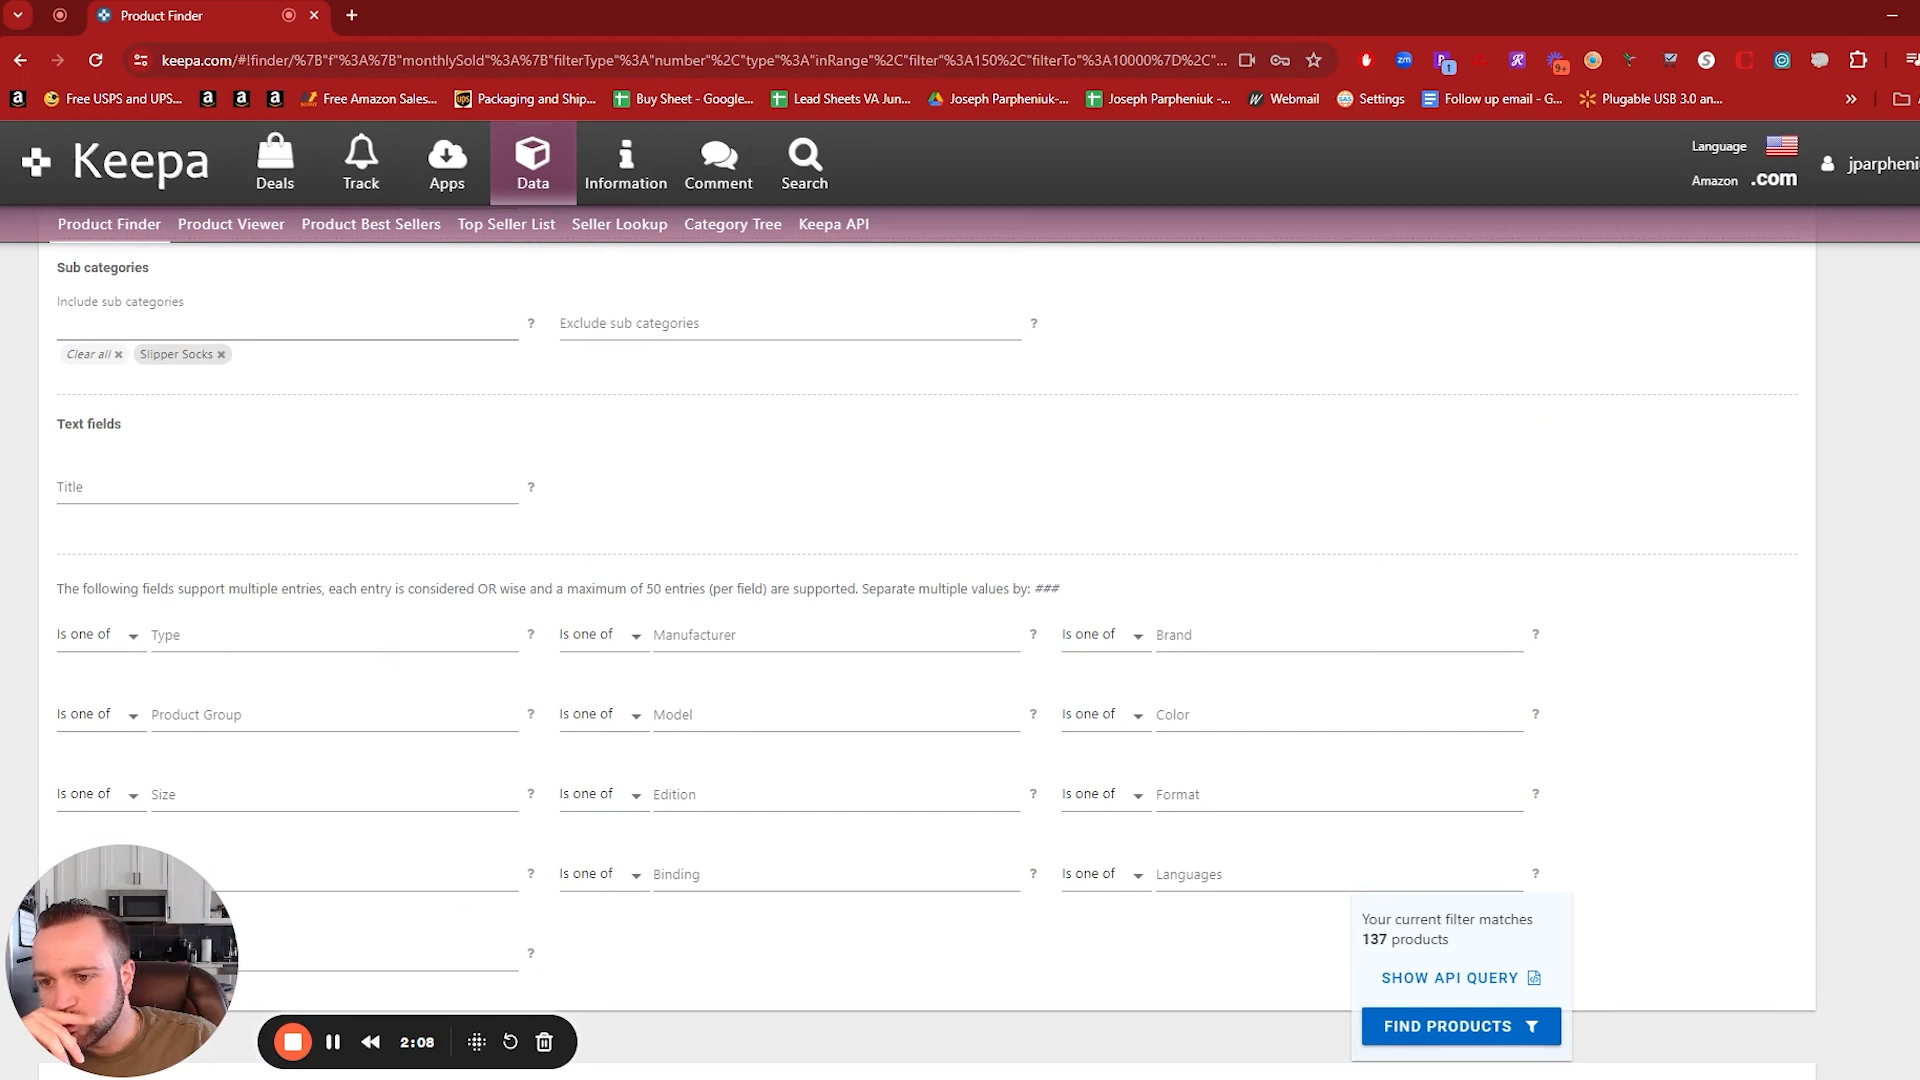 Product Finder
keepa.com/#!finder/%7B"f"%3A%7B"monthlySold"%3A%7B"filterType"%3A"number"%2C"type"%3A"inRange"%2C"filter"%3A150%2C"filterTo"%3A10000%7D%2C"...
1
9+
zm
Free USPS and UPS...
Free Amazon Sales...
Packaging and Ship...
Buy Sheet - Google...
Lead Sheets VA Jun...
Joseph Parpheniuk-...
Joseph Parpheniuk -...
Webmail
Settings
Follow up email - G...
Plugable USB 3.0 an...
Keepa
Deals
Track
Apps
Data
Information
Comment
Search
Language
Amazon .com
jparpheni
Product Finder
Product Viewer
Product Best Sellers
Top Seller List
Seller Lookup
Category Tree
Keepa API
Sub categories
Include sub categories
?
Exclude sub categories
?
Clear all ×
Slipper Socks ×
Text fields
Title
?
The following fields support multiple entries, each entry is considered OR wise and a maximum of 50 entries (per field) are supported. Separate multiple values by: ###
Is one of Type ?
Is one of Manufacturer ?
Is one of Brand ?
Is one of Product Group ?
Is one of Model ?
Is one of Color ?
Is one of Size ?
Is one of Edition ?
Is one of Format ?
?
Is one of Binding ?
Is one of Languages ?
?
Your current filter matches
137 products
SHOW API QUERY
FIND PRODUCTS
2:08